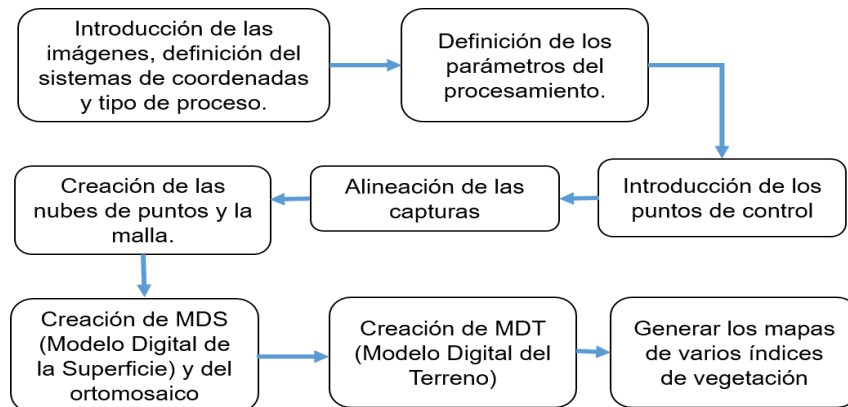 Introducción de las
imágenes, definición del
sistemas de coordenadas
y tipo de proceso.
Definición de los
parámetros del
procesamiento.
Introducción de los
puntos de control
Alineación de las
capturas
Creación de las
nubes de puntos y la
malla.
Creación de MDS
(Modelo Digital de
la Superficie) y del
ortomosaico
Creación de MDT
(Modelo Digital del
Terreno)
Generar los mapas
de varios índices
de vegetación